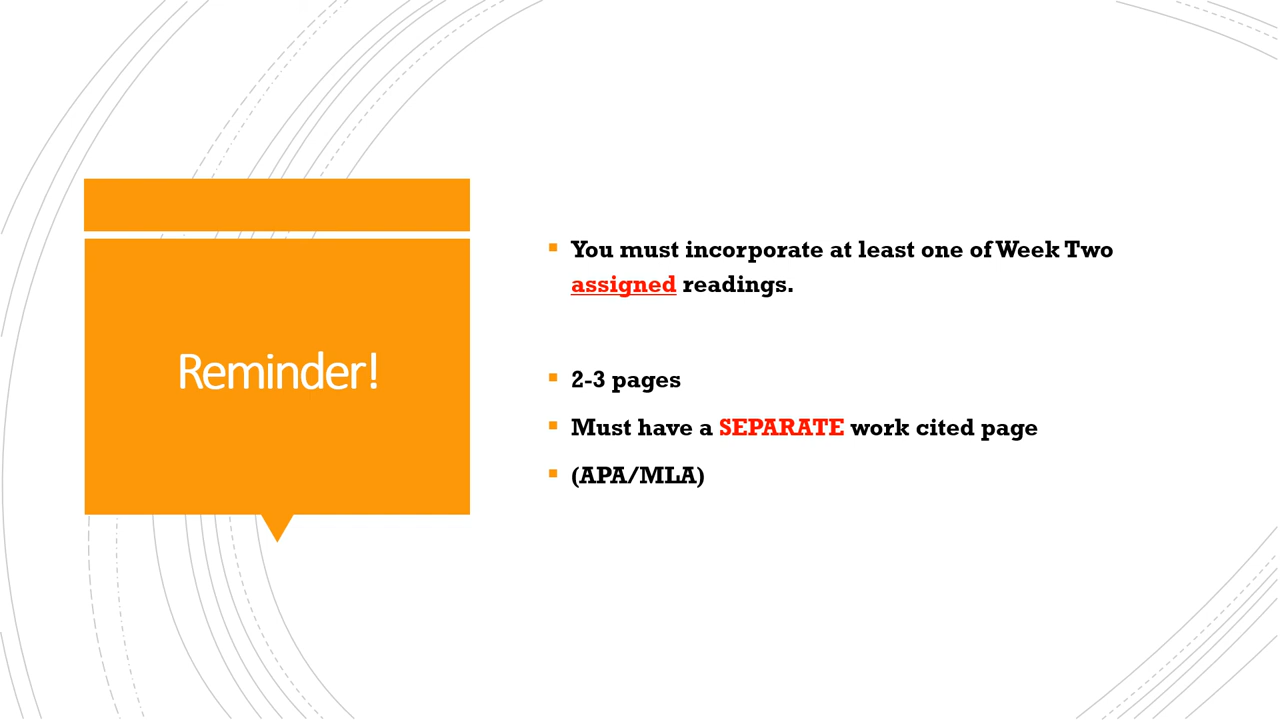 Reminder!
You must incorporate at least one of Week Two
assigned readings.
2-3 pages
Must have a SEPARATE work cited page
(APA/MLA)